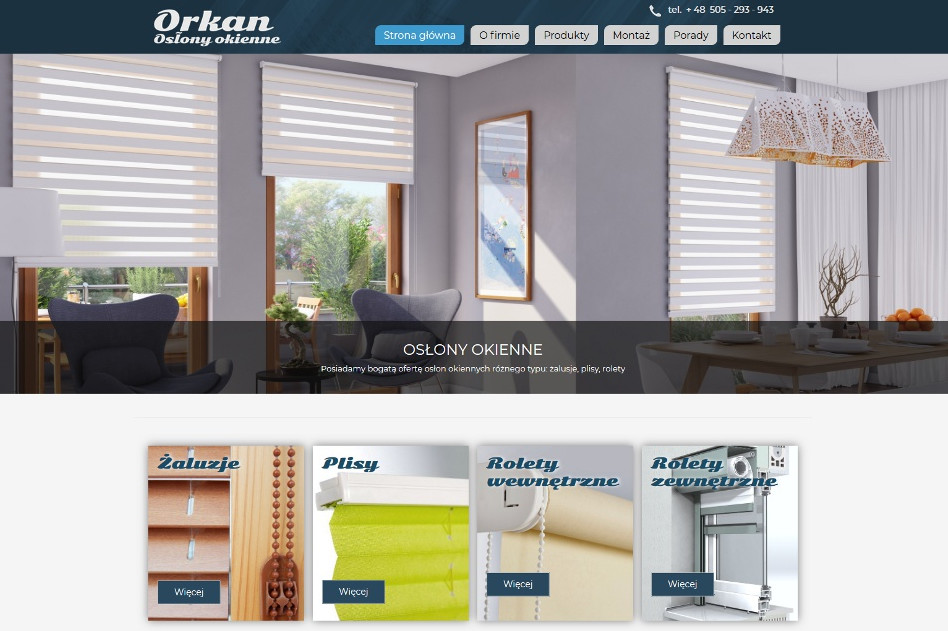 Orkan
Osłony okienne
tel. + 48 505 - 293 - 943
Strona główna
O firmie
Produkty
Montaż
Porady
Kontakt
OSŁONY OKIENNE
Posiadamy bogatą ofertę osłon okiennych różnego typu: żalusje, plisy, rolety
Żaluzje
Plisy
Rolety
wewnętrzne
Rolety
zewnętrzne
Więcej
Więcej
Więcej
Więcej